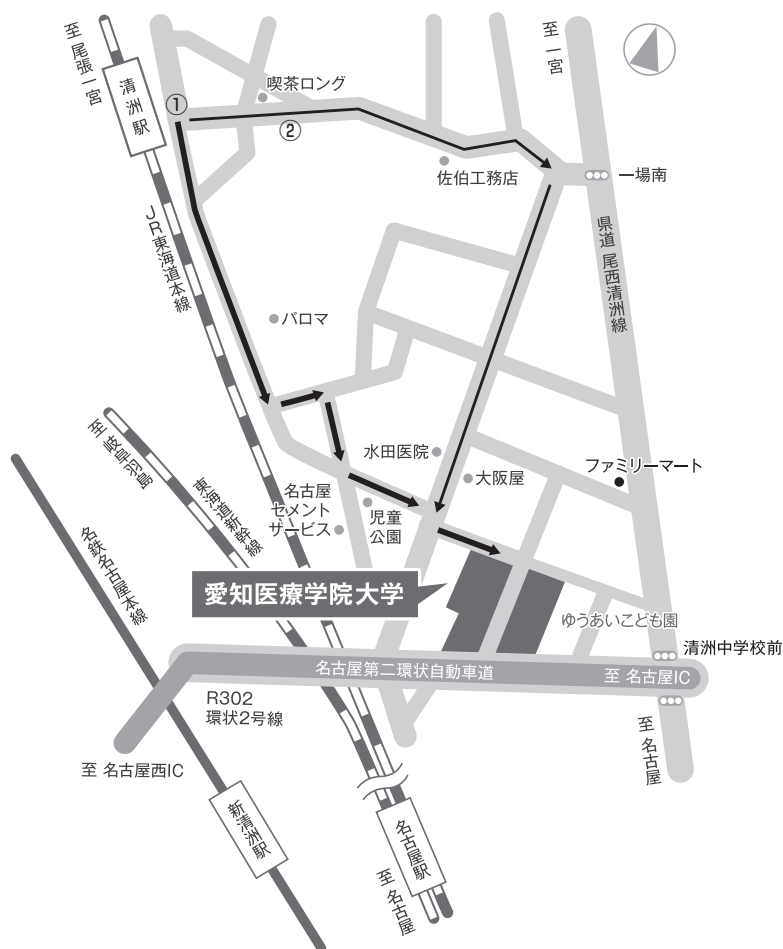 至 尾張一宮
清洲駅
①
②
喫茶ロング
至 一宮
佐伯工務店
一場南
県道 尾西清洲線
JR東海道本線
パロマ
至 岐阜羽島
東海道新幹線
水田医院
大阪屋
ファミリーマート
名古屋
セメント
サービス
児童
公園
名鉄名古屋本線
愛知医療学院大学
ゆうあいこども園
清洲中学校前
名古屋第二環状自動車道
至 名古屋IC
R302
環状2号線
至 名古屋
至 名古屋西IC
新清洲駅
名古屋駅
至 名古屋